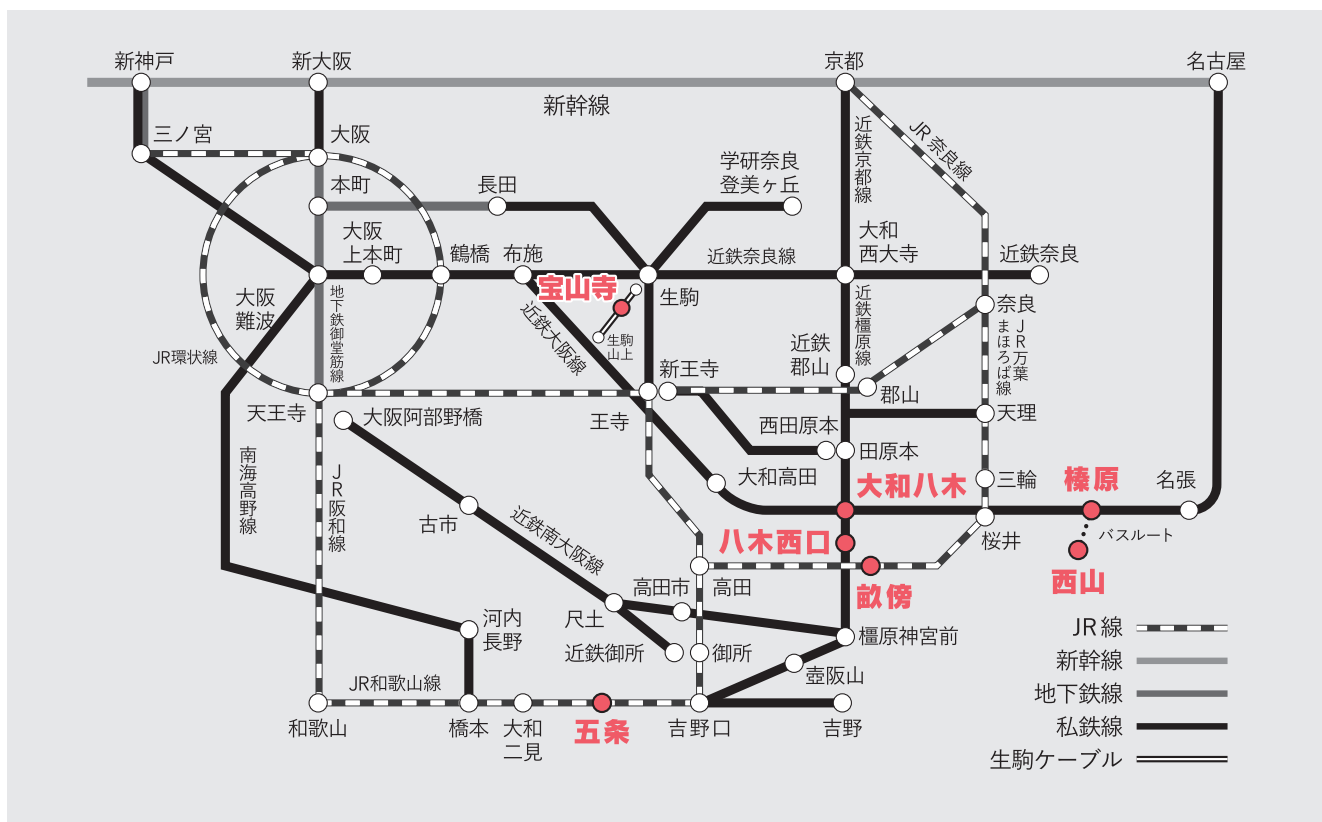 新神戸
新大阪
京都
名古屋
新幹線
三ノ宮
大阪
近鉄京都線
JR奈良線
本町
長田
学研奈良
登美ヶ丘
大阪
上本町
鶴橋
布施
近鉄奈良線
大和
西大寺
近鉄奈良
宝山寺
生駒
大阪
難波
地下鉄御堂筋線
近鉄大阪線
生駒
山上
近鉄橿原線
奈良
JR万葉
まほろば線
JR環状線
新王寺
近鉄
郡山
郡山
天王寺
大阪阿部野橋
王寺
西田原本
天理
田原本
南海高野線
JR阪和線
大和高田
大和八木
三輪
榛原
名張
古市
近鉄南大阪線
八木西口
桜井
バスルート
西山
高田市
高田
畝傍
尺土
河内
長野
近鉄御所
御所
橿原神宮前
壺阪山
JR和歌山線
和歌山
橋本
大和
二見
五条
吉野口
吉野
JR線
新幹線
地下鉄線
私鉄線
生駒ケーブル